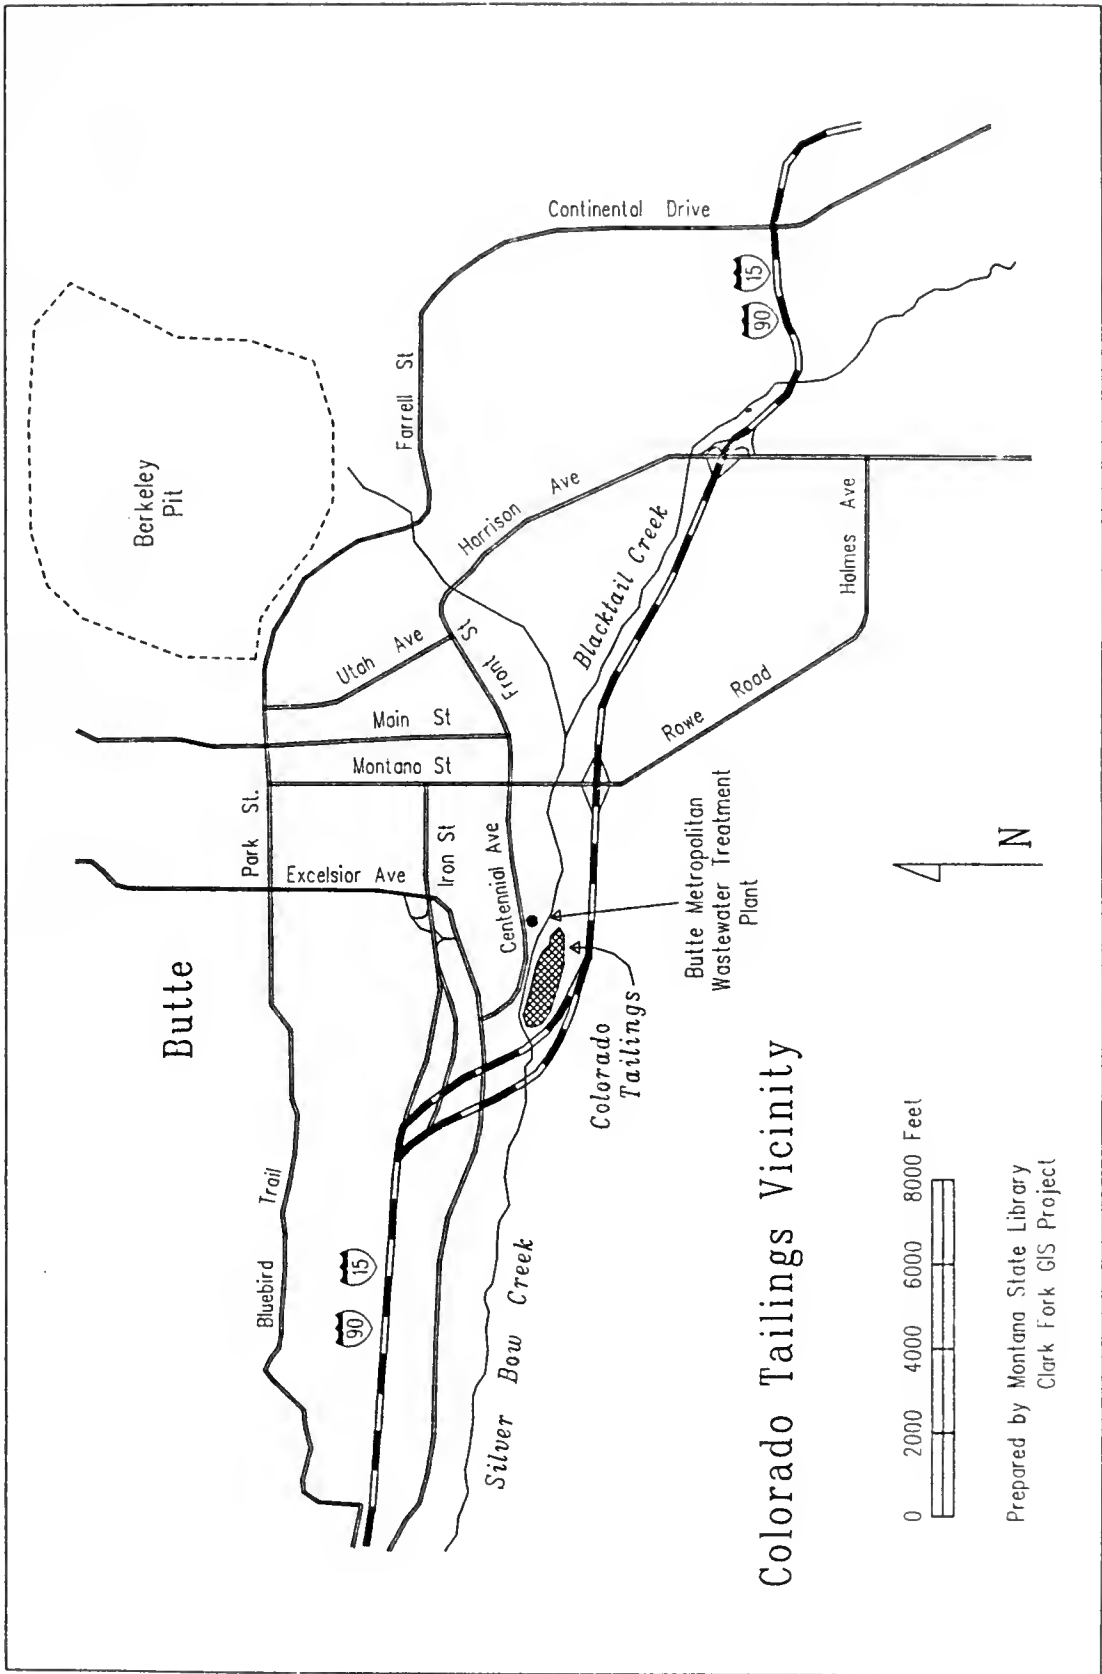 Berkeley
Pit
Butte
Continental Drive
Farrell St
Harrison Ave
Utah Ave
Front St
Main St
Montana St
Park St.
Excelsior Ave
Iron St
Centennial Ave
Blacktail Creek
15
90
Holmes Ave
Rowe Road
Bluebird Trail
15
90
Silver Bow Creek
Colorado
Tailings
Butte Metropolitan
Wastewater Treatment
Plant
N
Colorado Tailings Vicinity
0 2000 4000 6000 8000 Feet
Prepared by Montana State Library
Clark Fork GIS Project